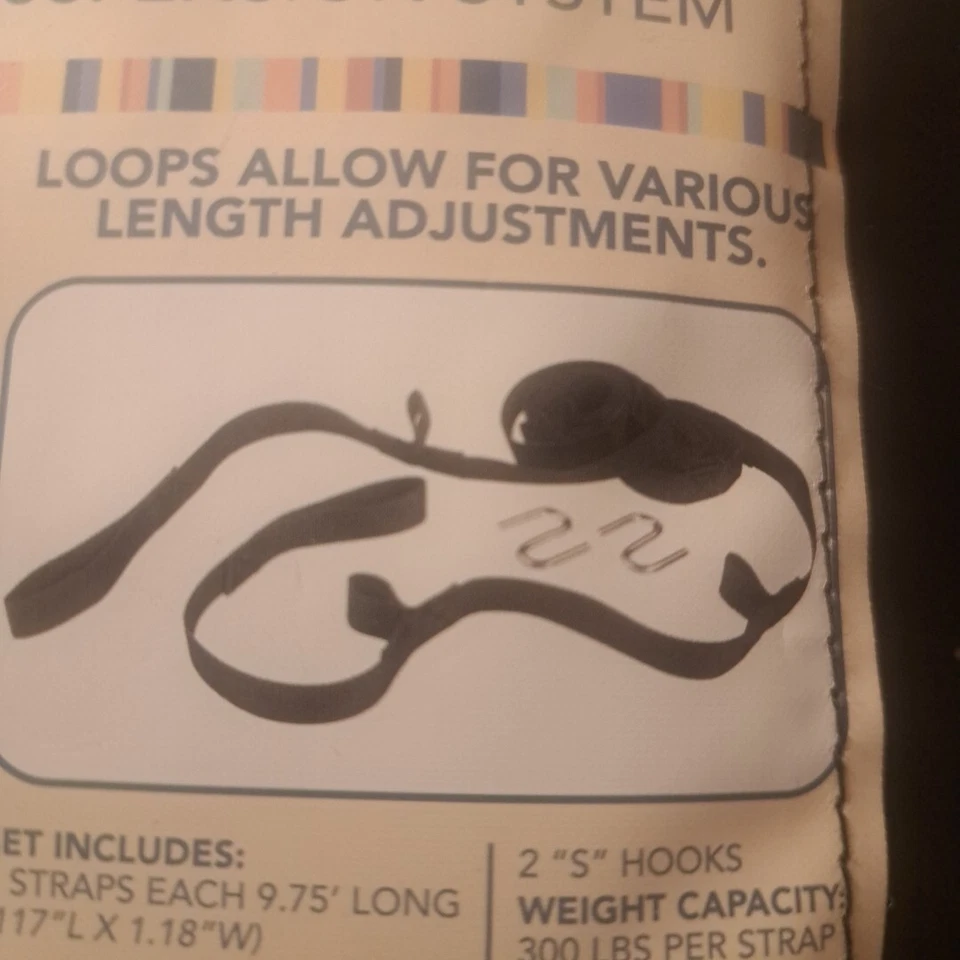 SYSTEM
LOOPS ALLOW FOR VARIOUS
LENGTH ADJUSTMENTS.
ET INCLUDES:
STRAPS EACH 9.75' LONG
117"L X 1.18"W)
2 "S" HOOKS
WEIGHT CAPACITY:
300 LBS PER STRAP